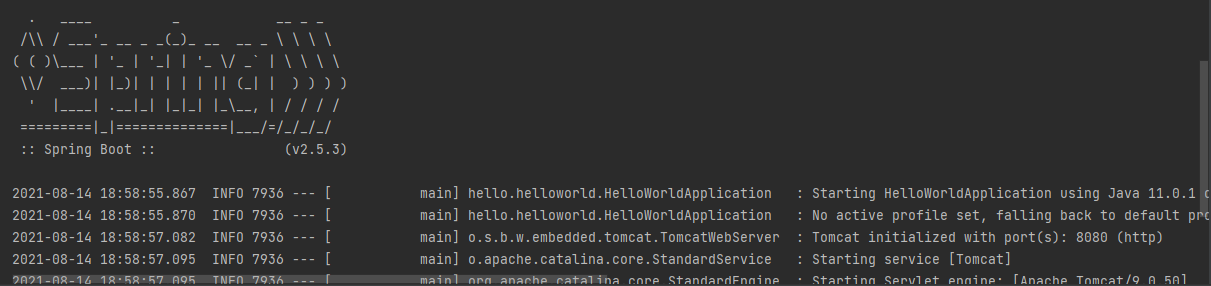 .   ____          _            __ _ _
 /\\ / ___'_ __ _ _(_)_ __  __ _ \ \ \ \
( ( )\___ | '_ | '_| | '_ \/ _` | \ \ \ \
 \\/  ___)| |_)| | | | | || (_| |  ) ) ) )
  '  |____| .__|_| |_|_| |_\__, | / / / /
 =========|_|==============|___/=/_/_/_/
 :: Spring Boot ::                (v2.5.3)
2021-08-14 18:58:55.867  INFO 7936 --- [           main] hello.helloworld.HelloWorldApplication   : Starting HelloWorldApplication using Java 11.0.1
2021-08-14 18:58:55.870  INFO 7936 --- [           main] hello.helloworld.HelloWorldApplication   : No active profile set, falling back to default
2021-08-14 18:58:57.082  INFO 7936 --- [           main] o.s.b.w.embedded.tomcat.TomcatWebServer  : Tomcat initialized with port(s): 8080 (http)
2021-08-14 18:58:57.095  INFO 7936 --- [           main] o.apache.catalina.core.StandardService   : Starting service [Tomcat]
2021-08-14 18:58:57.095  INFO 7936 --- [           main] org.apache.catalina.core.StandardEngine  : Starting Servlet engine: [Apache Tomcat/9.0.50]